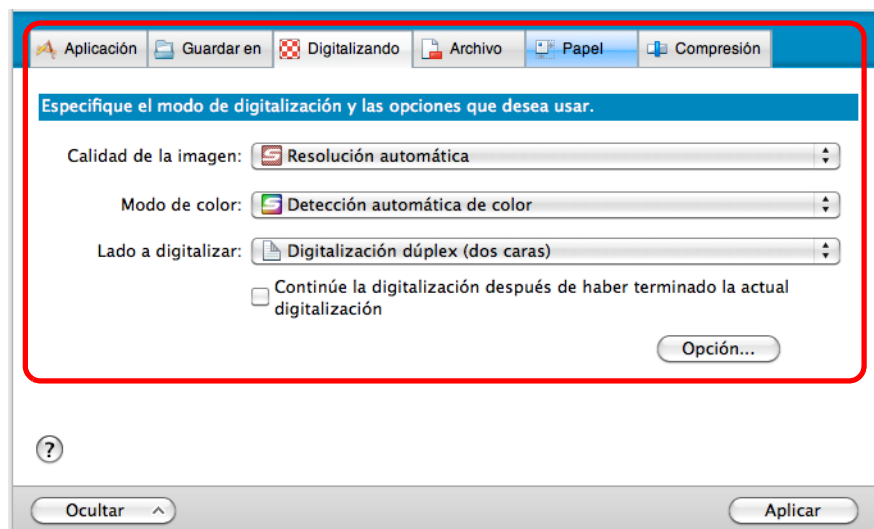 Aplicación Guardar en Digitalizando Archivo Papel Compresión
Especifique el modo de digitalización y las opciones que desea usar.
Calidad de la imagen: Resolución automática
Modo de color: Detección automática de color
Lado a digitalizar: Digitalización dúplex (dos caras)
Continúe la digitalización después de haber terminado la actual
digitalización
Opción...
?
Ocultar Aplicar